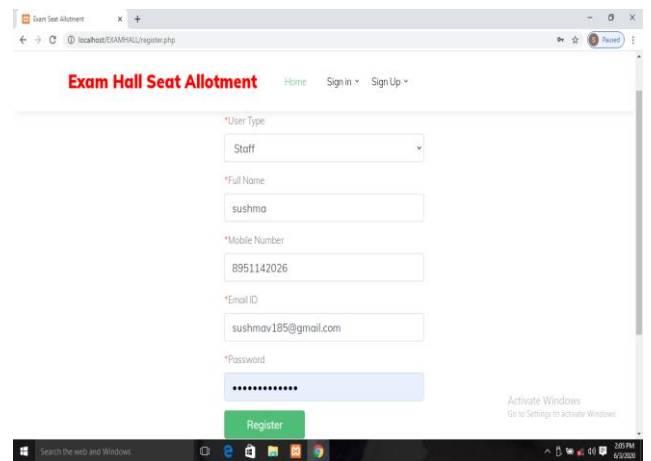 Exam Seat Allotment
localhost/EXAMHALL/register.php
Paused
Exam Hall Seat Allotment Home Sign in Sign Up
*User Type
Staff
*Full Name
sushma
*Mobile Number
8951142026
*Email ID
sushmav185@gmail.com
*Password
Register
Activate Windows
Go to Settings to activate Windows.
Search the web and Windows
2:05 PM
6/3/2020